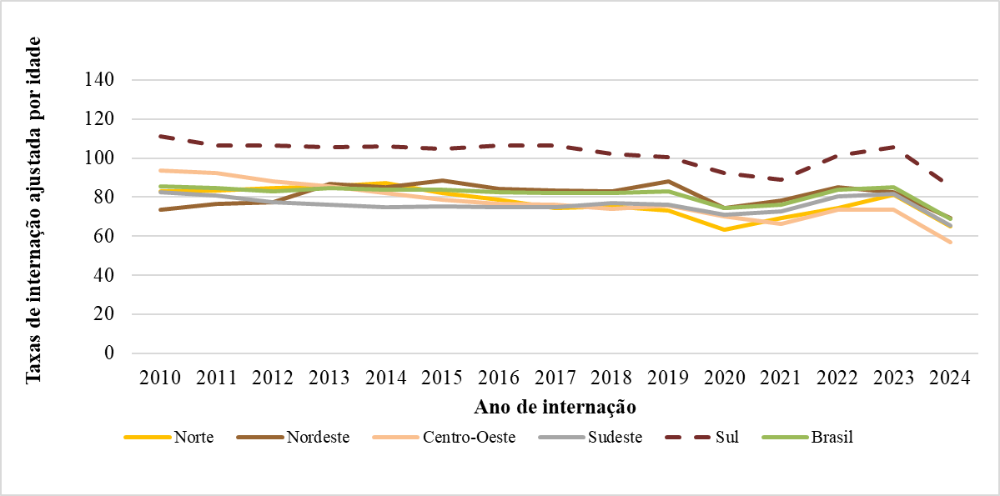 Taxas de internação ajustada por idade
140
120
100
80
60
40
20
0
2010 2011 2012 2013 2014 2015 2016 2017 2018 2019 2020 2021 2022 2023 2024
Ano de internação
Norte Nordeste Centro-Oeste Sudeste Sul Brasil